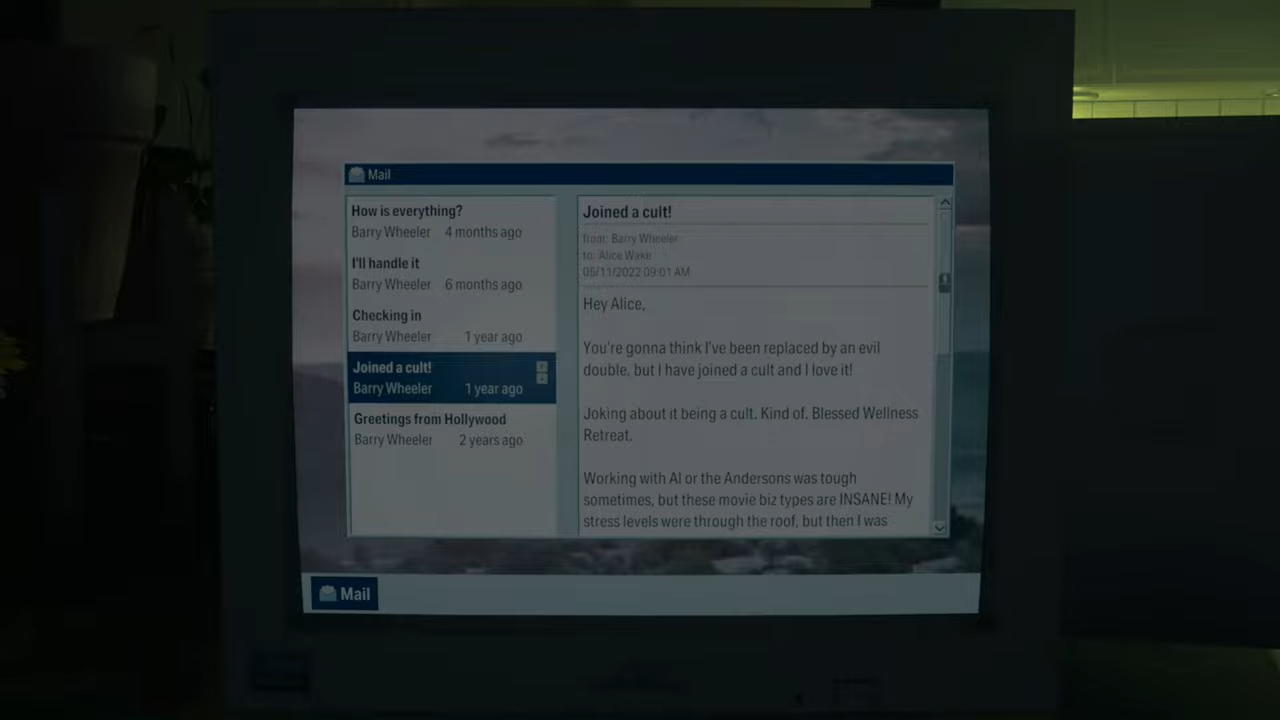 Mail
How is everything?
Barry Wheeler 4 months ago
I'll handle it
Barry Wheeler 6 months ago
Checking in
Barry Wheeler 1 year ago
Joined a cult!
Barry Wheeler 1 year ago
Greetings from Hollywood
Barry Wheeler 2 years ago
Joined a cult!
from: Barry Wheeler
to: Alice Wake
05/11/2022 09:01 AM
Hey Alice,
You're gonna think I've been replaced by an evil
double, but I have joined a cult and I love it!
Joking about it being a cult. Kind of. Blessed Wellness
Retreat.
Working with Al or the Andersons was tough
sometimes, but these movie biz types are INSANE! My
stress levels were through the roof, but then I was
Mail